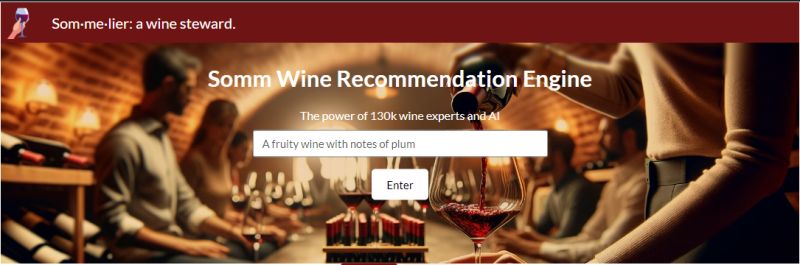 Som·me·lier: a wine steward.
Somm Wine Recommendation Engine
The power of 130k wine experts and AI
A fruity wine with notes of plum
Enter